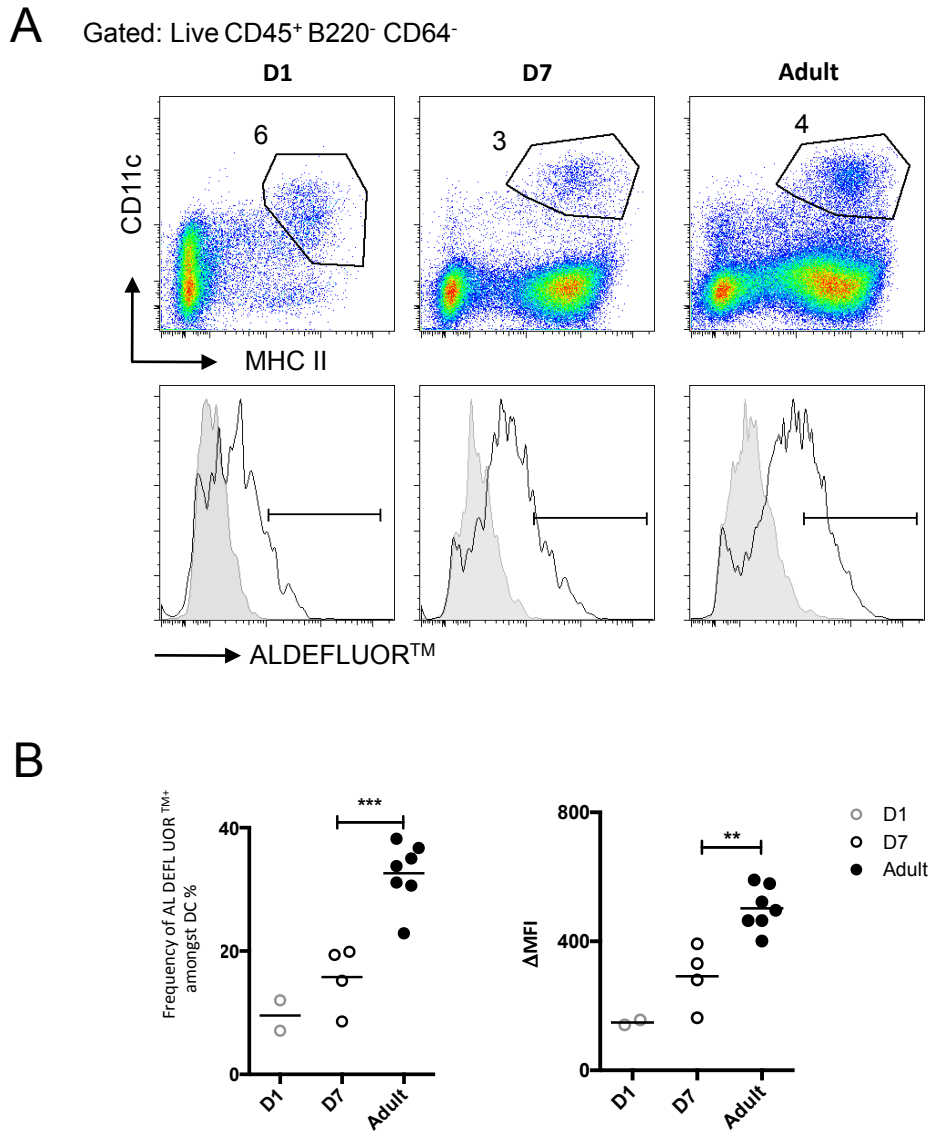 A
Gated: Live CD45⁺ B220⁻ CD64⁻
D1 D7 Adult
6 3 4
CD11c
MHC II
ALDEFLUOR™
B
Frequency of AL DEFL UOR ™⁺
amongst DC %
40
20
0
***
D1 D7 Adult
ΔMFI
800
400
0
**
D1 D7 Adult
D1
D7
Adult